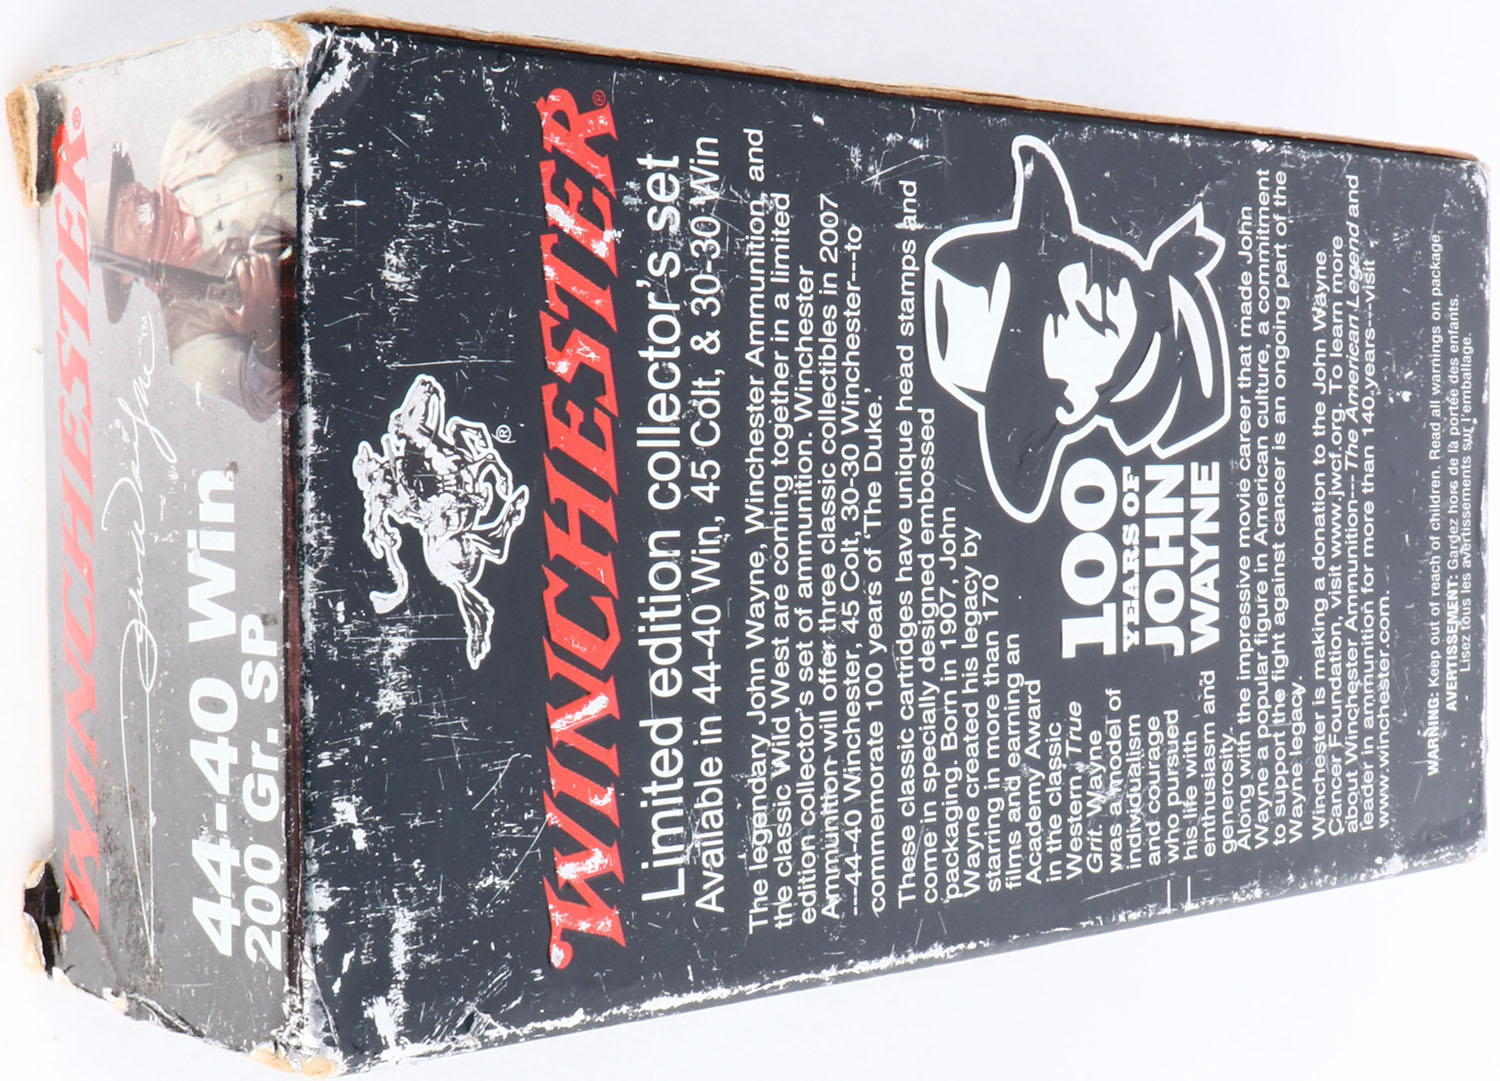 WINCHESTER®
John Wayne™
44-40 Win
200 Gr. SP
®
WINCHESTER®
Limited edition collector's set
Available in 44-40 Win, 45 Colt, & 30-30 Win
The legendary John Wayne, Winchester Ammunition, and
the classic Wild West are coming together in a limited
edition collector's set of ammunition. Winchester
Ammunition will offer three classic collectibles in 2007
---44-40 Winchester, 45 Colt, 30-30 Winchester---to
commemorate 100 years of 'The Duke.'
These classic cartridges have unique head stamps and
come in specially designed embossed
packaging. Born in 1907, John
Wayne created his legacy by
starring in more than 170
films and earning an
Academy Award
in the classic
Western True
Grit. Wayne
was a model of
individualism
and courage
who pursued
his life with
enthusiasm and
generosity.
100
YEARS OF
JOHN
WAYNE
Along with the impressive movie career that made John
Wayne a popular figure in American culture, a commitment
to support the fight against cancer is an ongoing part of the
Wayne legacy.
Winchester is making a donation to the John Wayne
Cancer Foundation, visit www.jwcf.org. To learn more
about Winchester Ammunition--- The American Legend and
leader in ammunition for more than 140 years---visit
www.winchester.com.
WARNING: Keep out of reach of children. Read all warnings on package.
AVERTISSEMENT: Gardez hors de la portée des enfants.
Lisez tous les avertissements sur l'emballage.